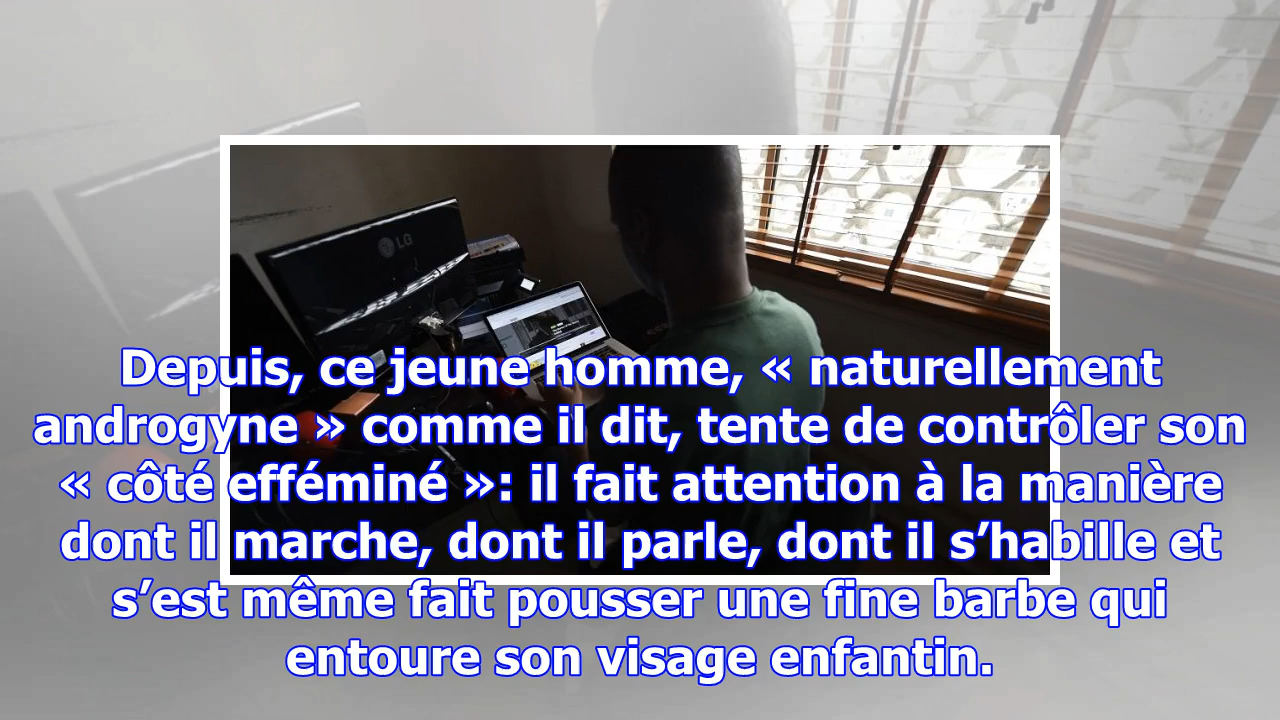 LG
Depuis, ce jeune homme, « naturellement
androgyne » comme il dit, tente de contrôler son
« côté efféminé »: il fait attention à la manière
dont il marche, dont il parle, dont il s’habille et
s’est même fait pousser une fine barbe qui
entoure son visage enfantin.